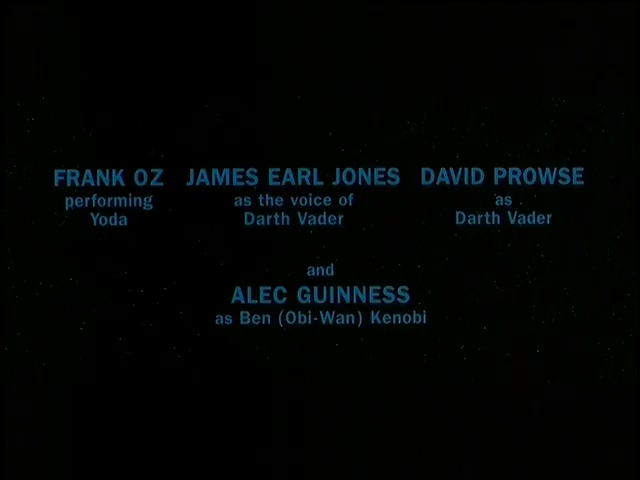 FRANK OZ JAMES EARL JONES DAVID PROWSE
performing as the voice of as
Yoda Darth Vader Darth Vader
and
ALEC GUINNESS
as Ben (Obi-Wan) Kenobi